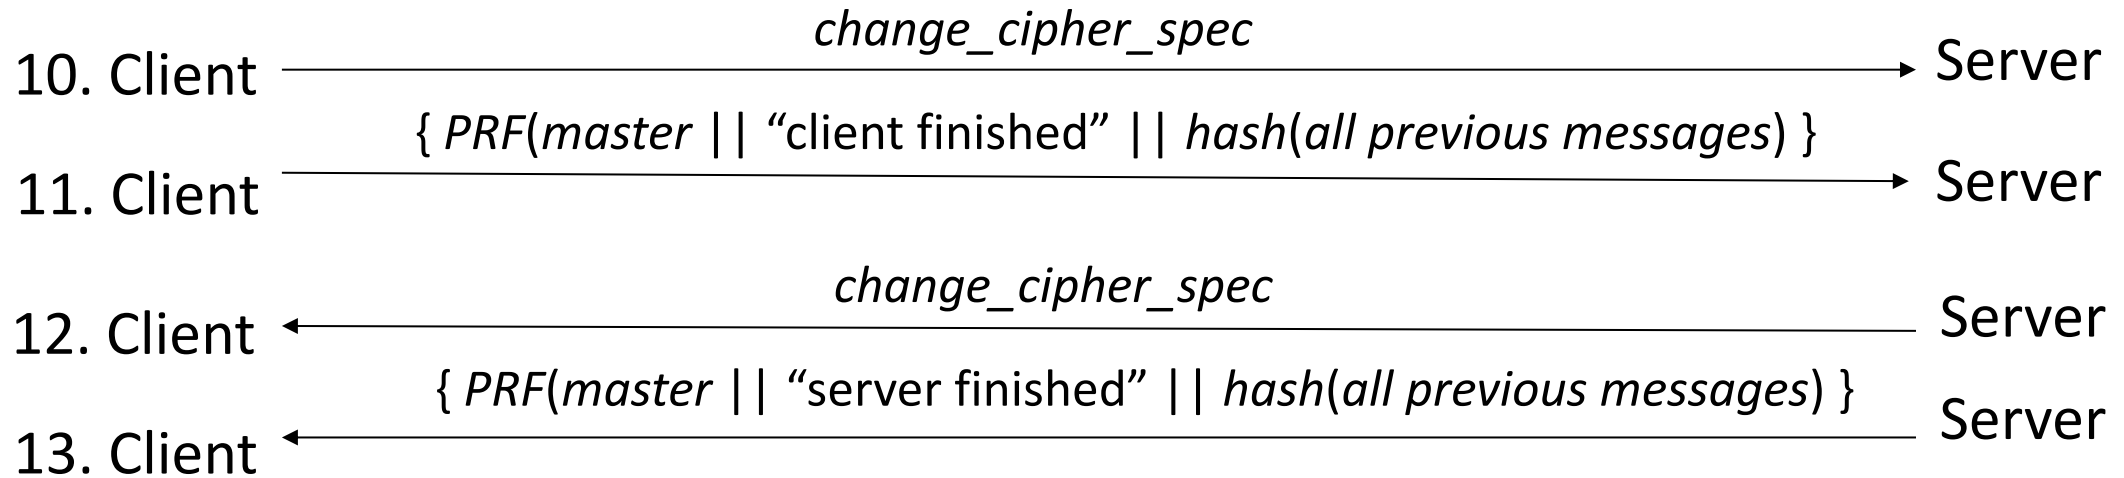 change_cipher_spec
10. Client Server
{ PRF(master || “client finished” || hash(all previous messages) }
11. Client Server
change_cipher_spec
12. Client Server
{ PRF(master || “server finished” || hash(all previous messages) }
13. Client Server